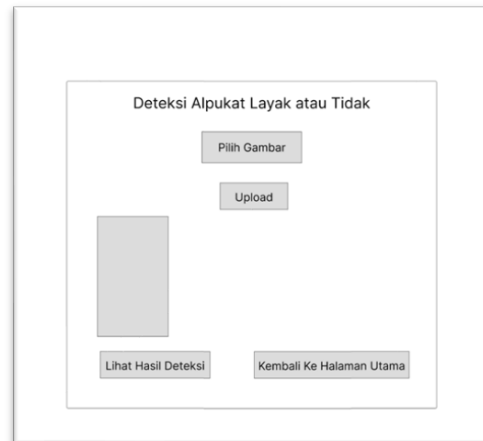 Deteksi Alpukat Layak atau Tidak
Pilih Gambar
Upload
Lihat Hasil Deteksi
Kembali Ke Halaman Utama